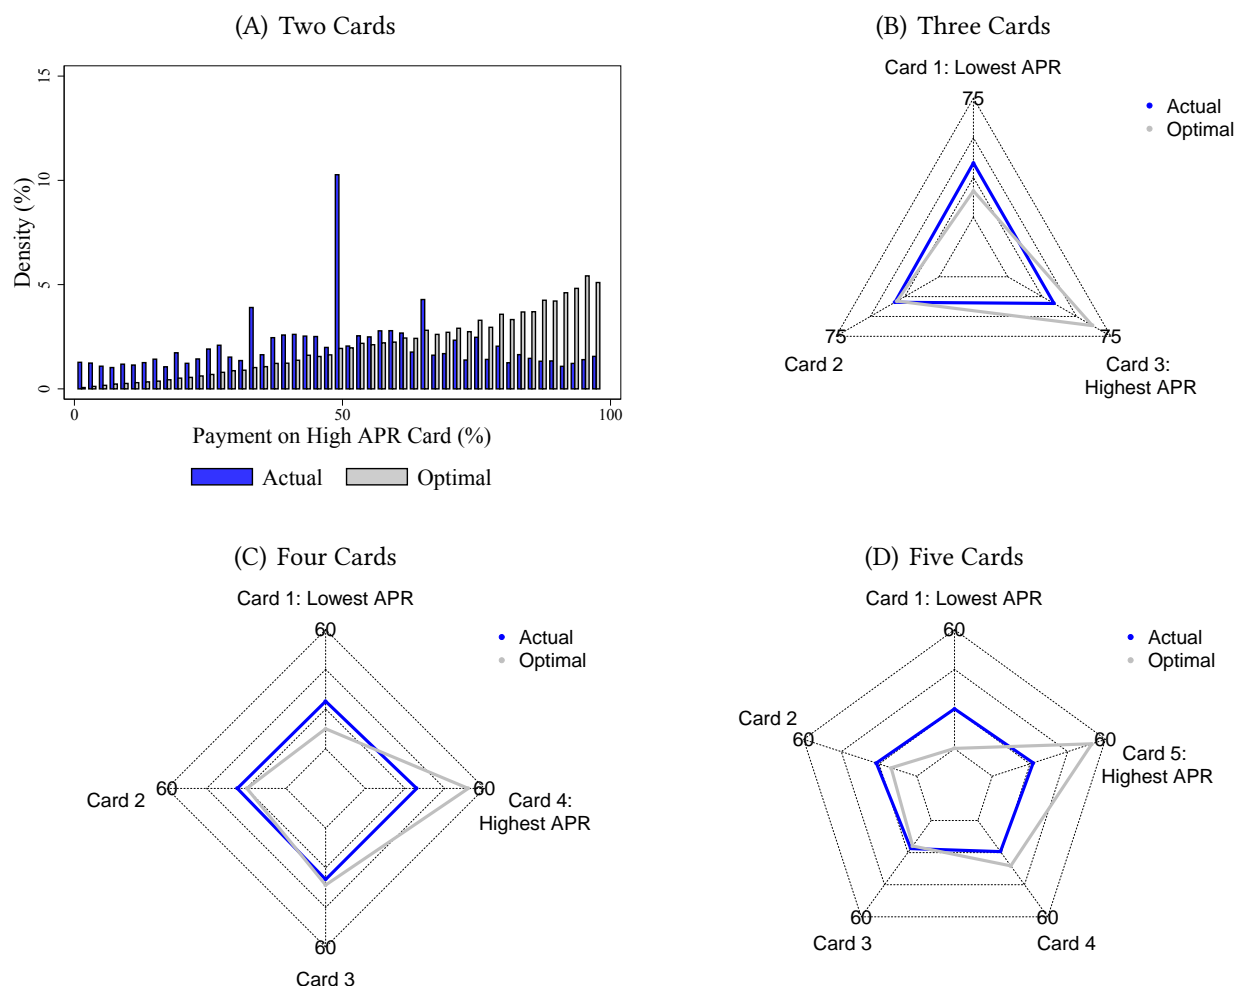 (A) Two Cards
15
10
5
0
Density (%)
0
50
100
Payment on High APR Card (%)
Actual
Optimal
(B) Three Cards
Card 1: Lowest APR
75
Actual
Optimal
75
Card 2
75
Card 3:
Highest APR
(C) Four Cards
Card 1: Lowest APR
60
Actual
Optimal
Card 2
60
60
Card 4:
Highest APR
60
Card 3
(D) Five Cards
Card 1: Lowest APR
60
Actual
Optimal
Card 2
60
60
Card 5:
Highest APR
60
Card 3
60
Card 4